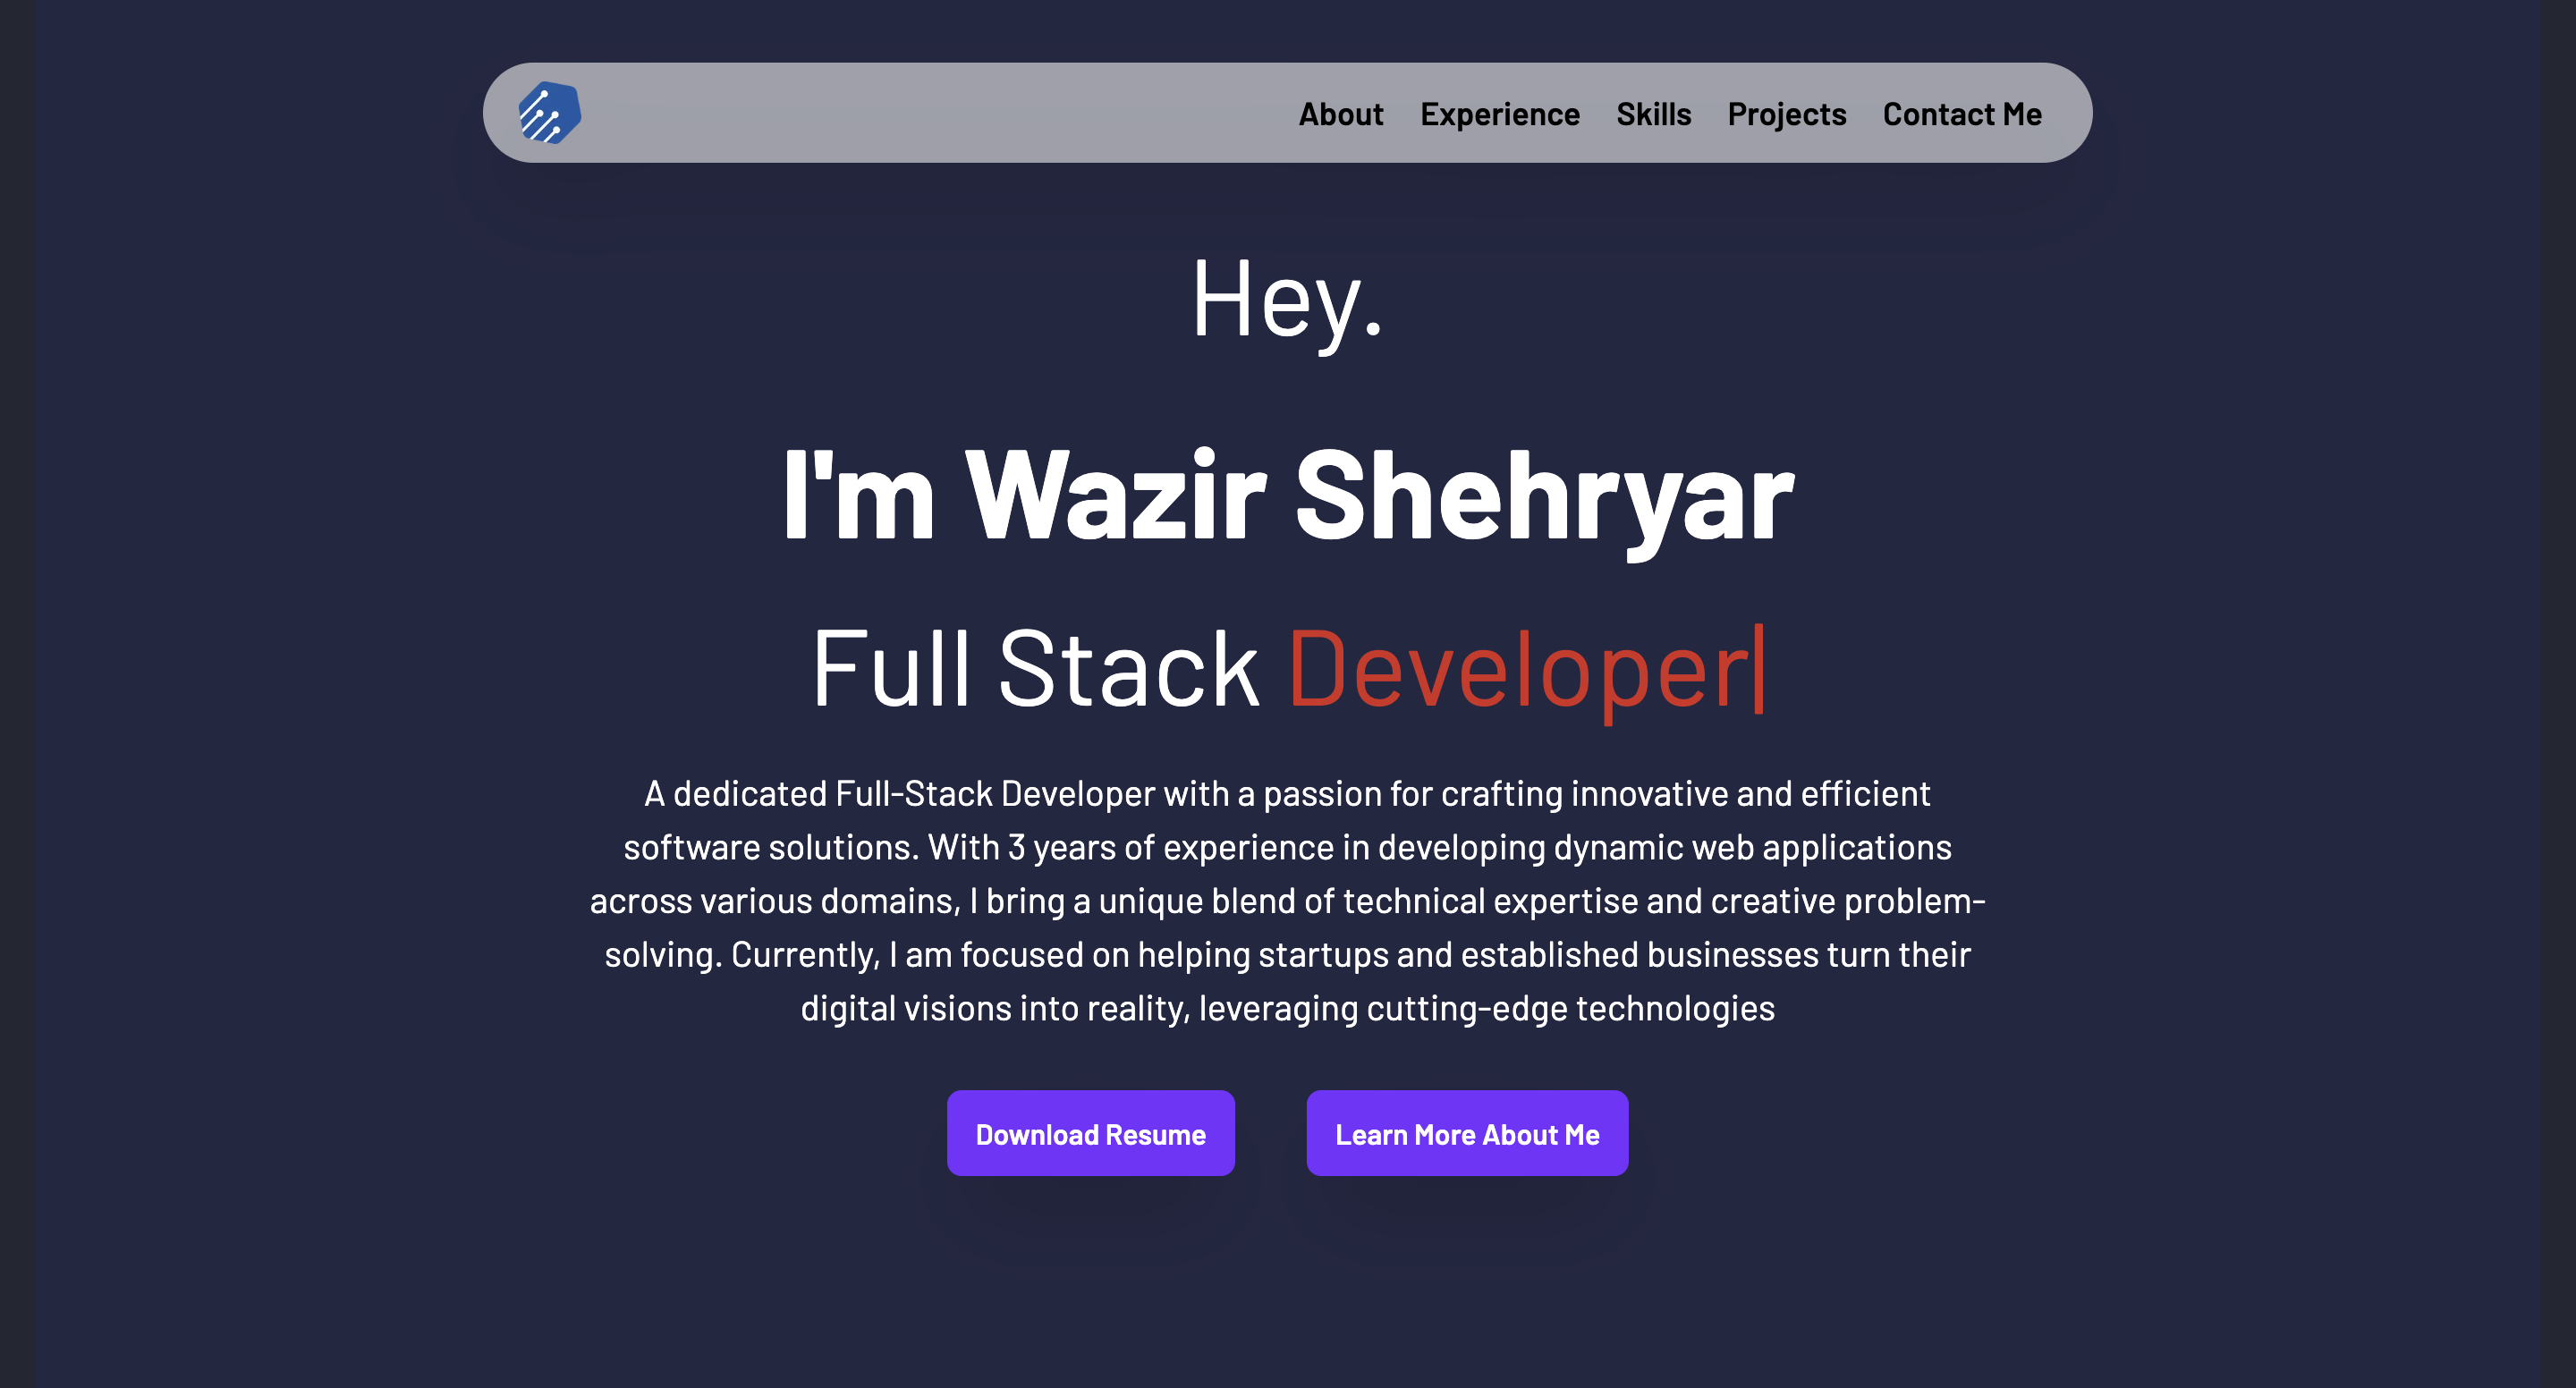 About Experience Skills Projects Contact Me
Hey.
I'm Wazir Shehryar
Full Stack Developer|
A dedicated Full-Stack Developer with a passion for crafting innovative and efficient
software solutions. With 3 years of experience in developing dynamic web applications
across various domains, I bring a unique blend of technical expertise and creative problem-
solving. Currently, I am focused on helping startups and established businesses turn their
digital visions into reality, leveraging cutting-edge technologies
Download Resume Learn More About Me